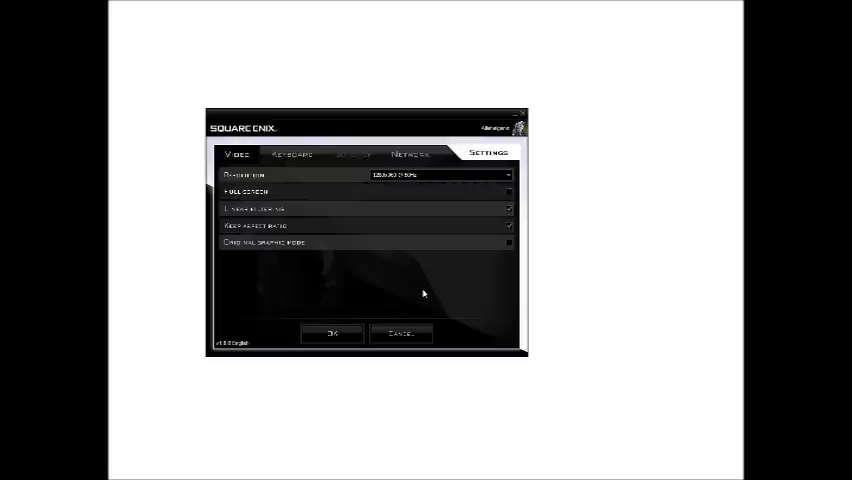 SQUARE ENIX.
VIDEO KEYBOARD NETWORK SETTINGS
RESOLUTION
FULL SCREEN
LINEAR FILTERING
KEEP ASPECT RATIO
ORIGINAL GRAPHIC MODE
OK CANCEL
English